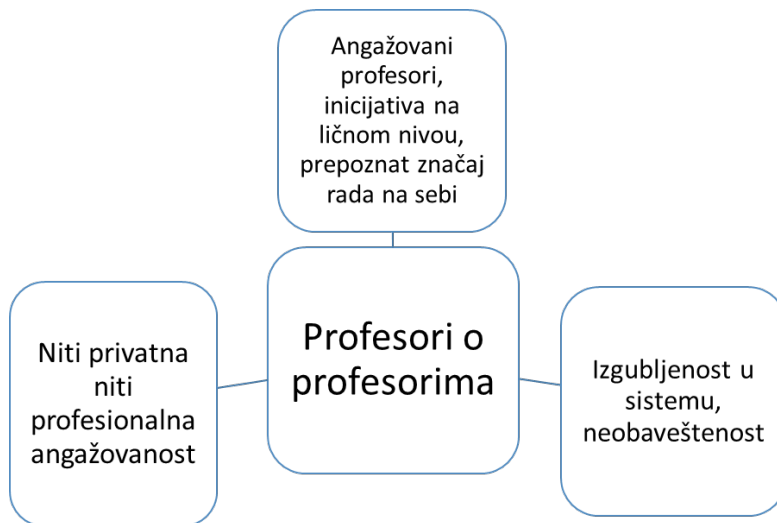 Angažovani
profesori,
inicijativa na
ličnom nivou,
prepoznat značaj
rada na sebi
Profesori o
profesorima
Niti privatna
niti
profesionalna
angažovanost
Izgubljenost u
sistemu,
neobaveštenost